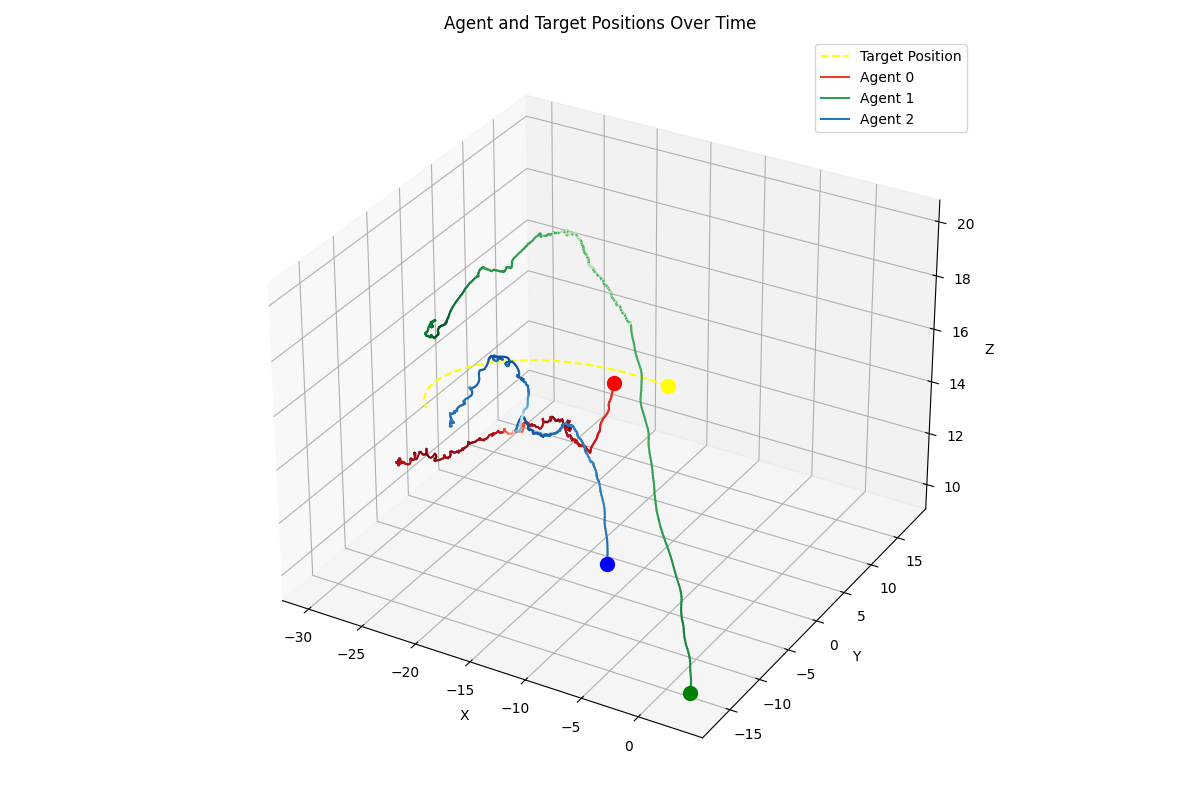 Agent and Target Positions Over Time
Target Position
Agent 0
Agent 1
Agent 2
20
18
16
14
12
10
Z
15
10
5
0
−5
−10
−15
Y
−30
−25
−20
−15
−10
−5
0
X